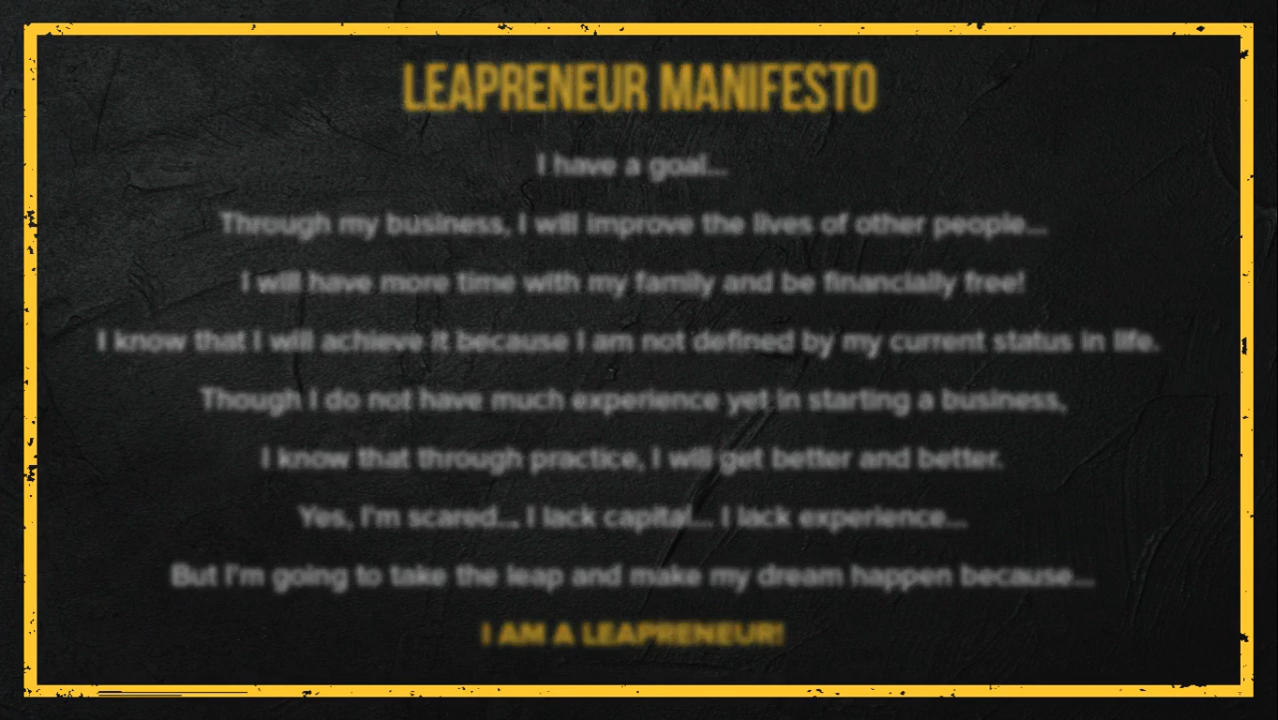 LEAPRENEUR MANIFESTO
I have a goal...
Through my business, I will improve the lives of other people...
I will have more time with my family and be financially free!
I know that I will achieve it because I am not defined by my current status in life.
Though I do not have much experience yet in starting a business,
I know that through practice, I will get better and better.
Yes, I'm scared... I lack capital... I lack experience...
But I'm going to take the leap and make my dream happen because...
I AM A LEAPRENEUR!